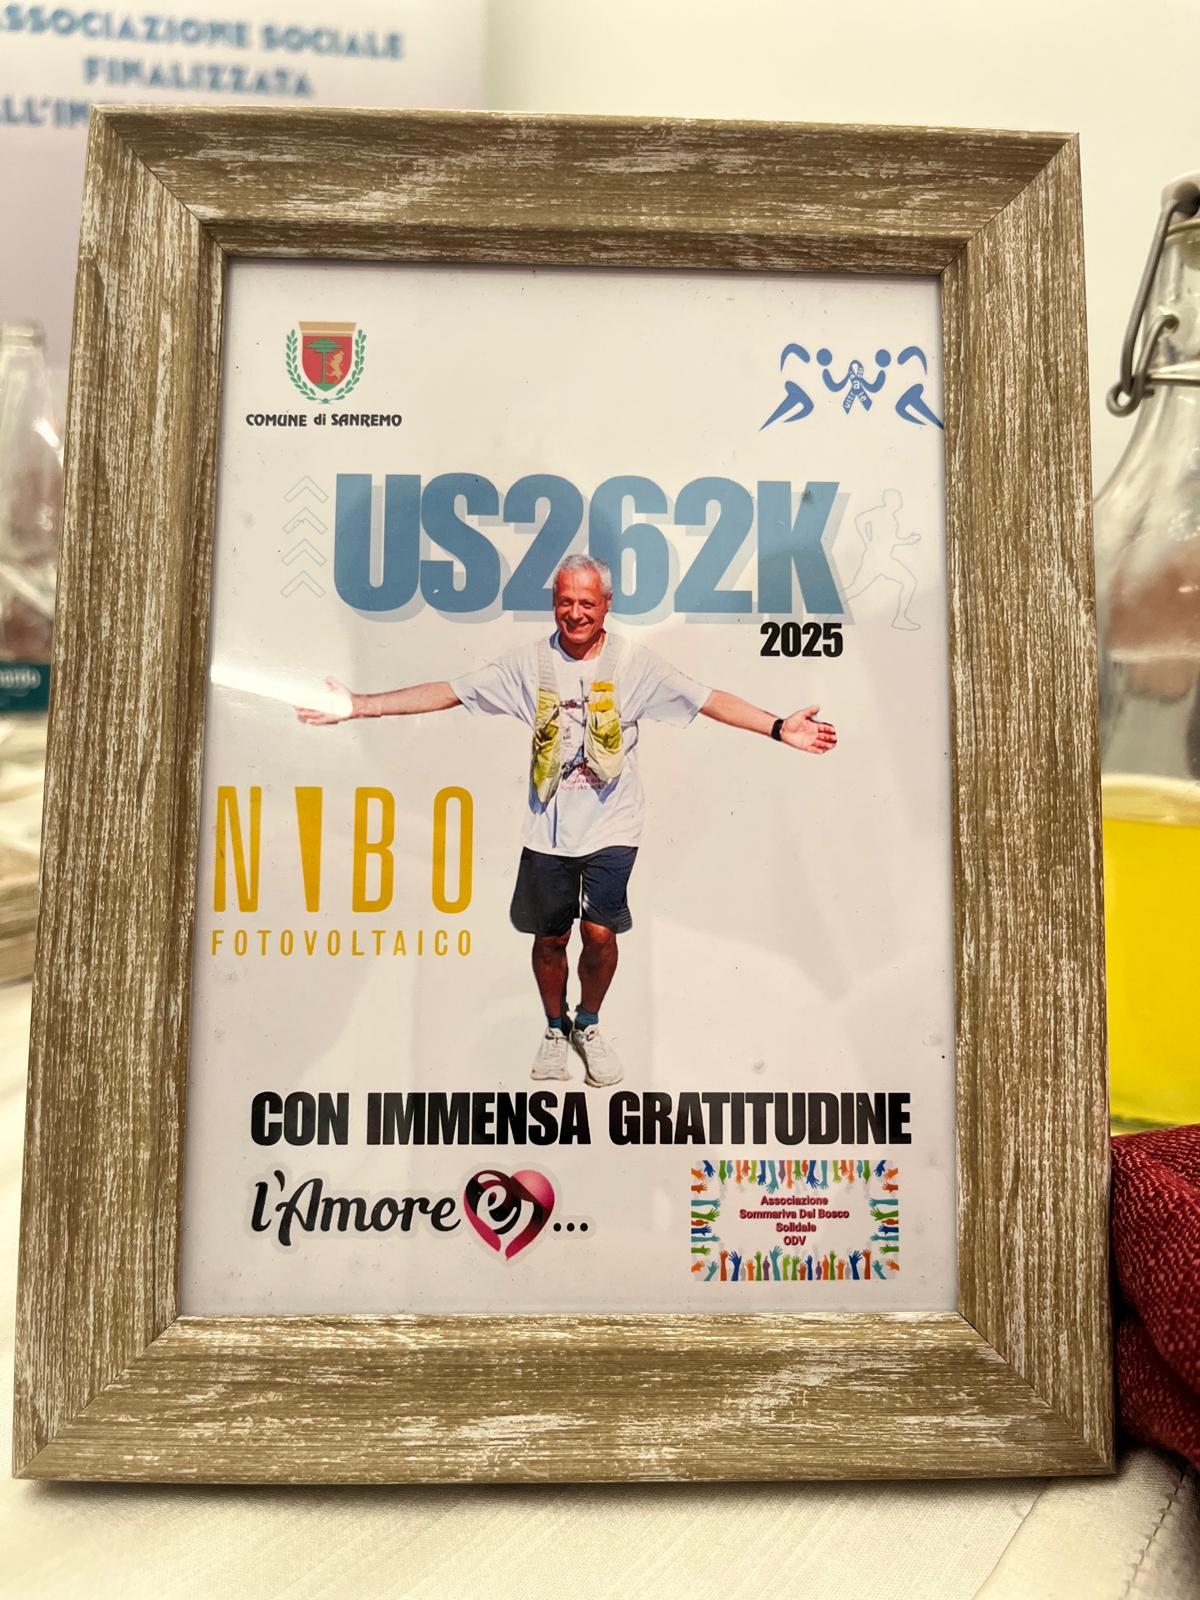 ASSOCIAZIONE SOCIALE
FINALIZZATA
COMUNE di SANREMO
US262K
2025
NIBO
FOTOVOLTAICO
CON IMMENSA GRATITUDINE
l'Amore è...
Associazione
Sommariva Del Bosco
Solidale
ODV